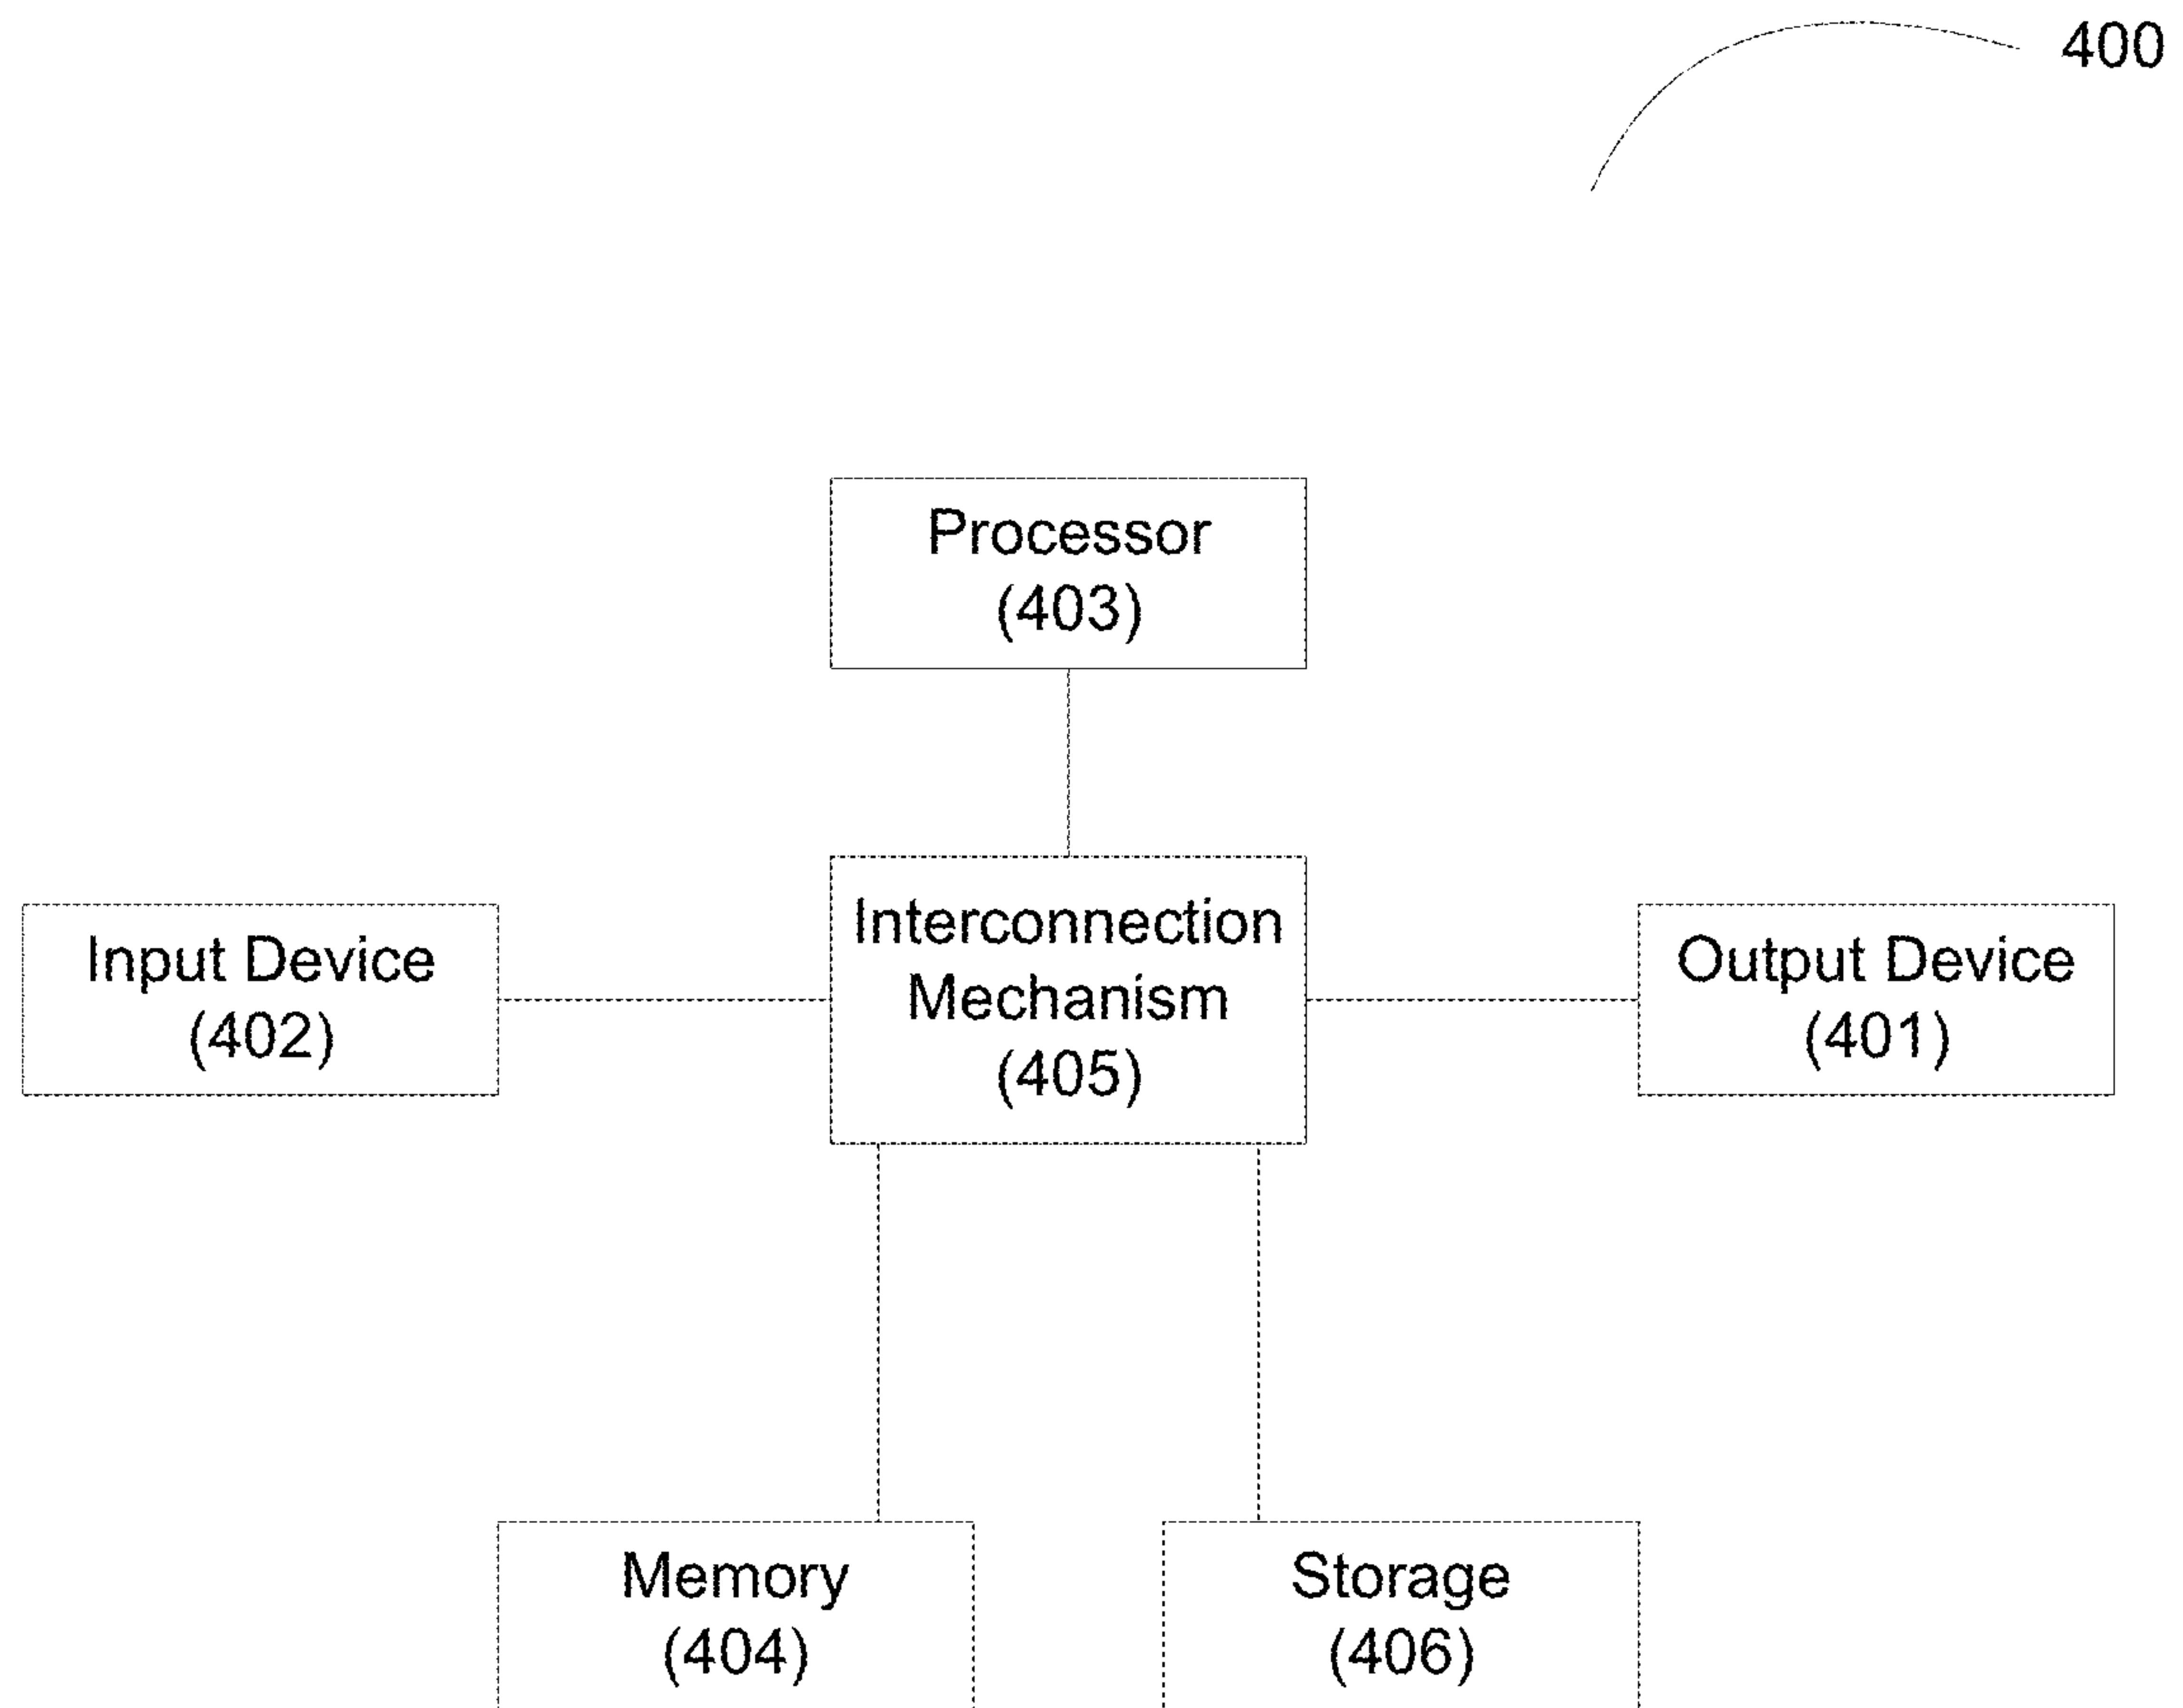 400
Processor
(403)
Interconnection
Mechanism
(405)
Input Device
(402)
Output Device
(401)
Memory
(404)
Storage
(406)